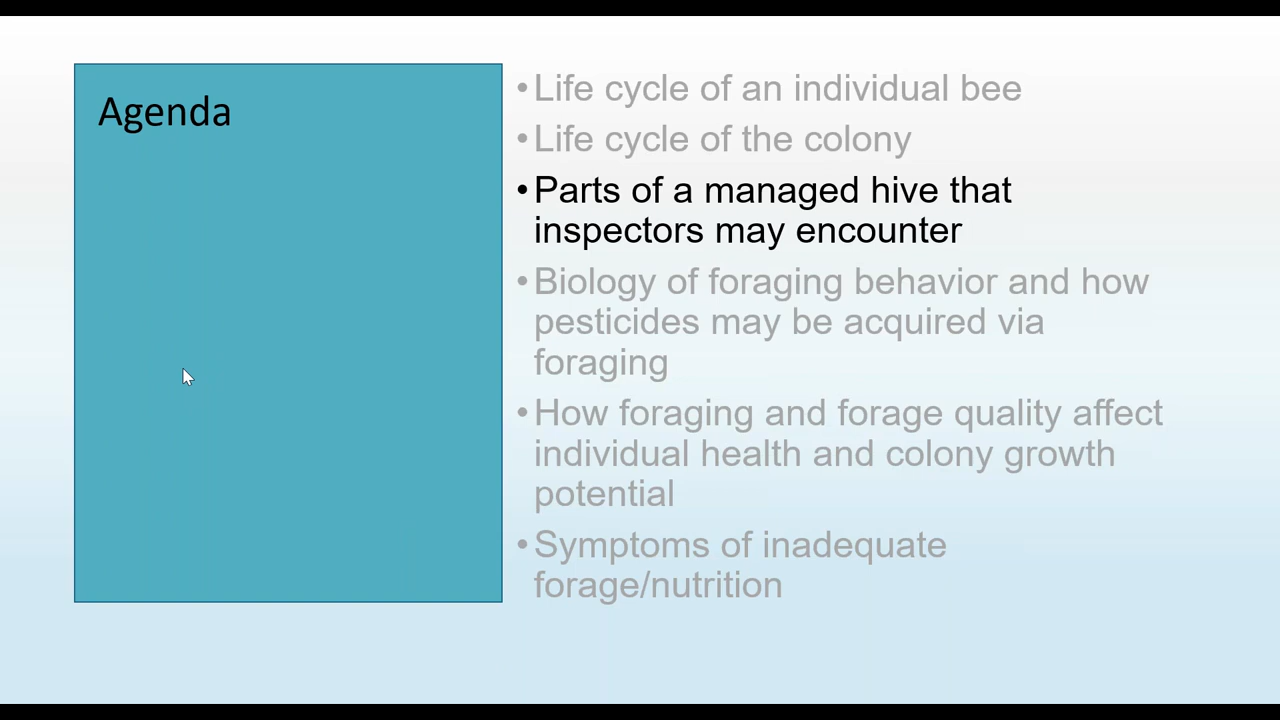 Agenda
•Life cycle of an individual bee
•Life cycle of the colony
•Parts of a managed hive that
inspectors may encounter
•Biology of foraging behavior and how
pesticides may be acquired via
foraging
•How foraging and forage quality affect
individual health and colony growth
potential
•Symptoms of inadequate
forage/nutrition